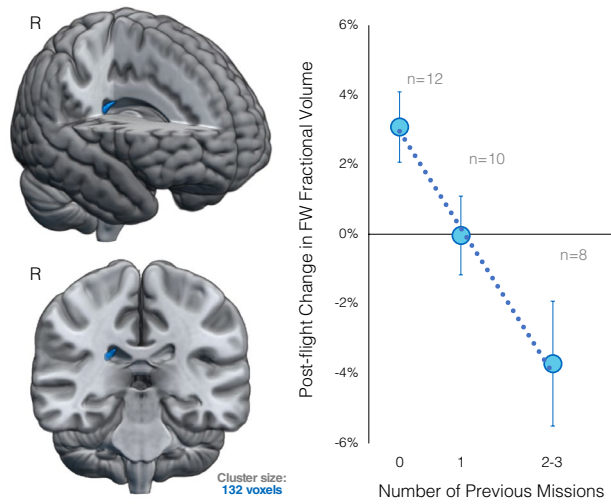 R
R
Cluster size:
132 voxels
Post-flight Change in FW Fractional Volume
6%
4%
2%
0%
-2%
-4%
-6%
n=12
n=10
n=8
0
1
2-3
Number of Previous Missions